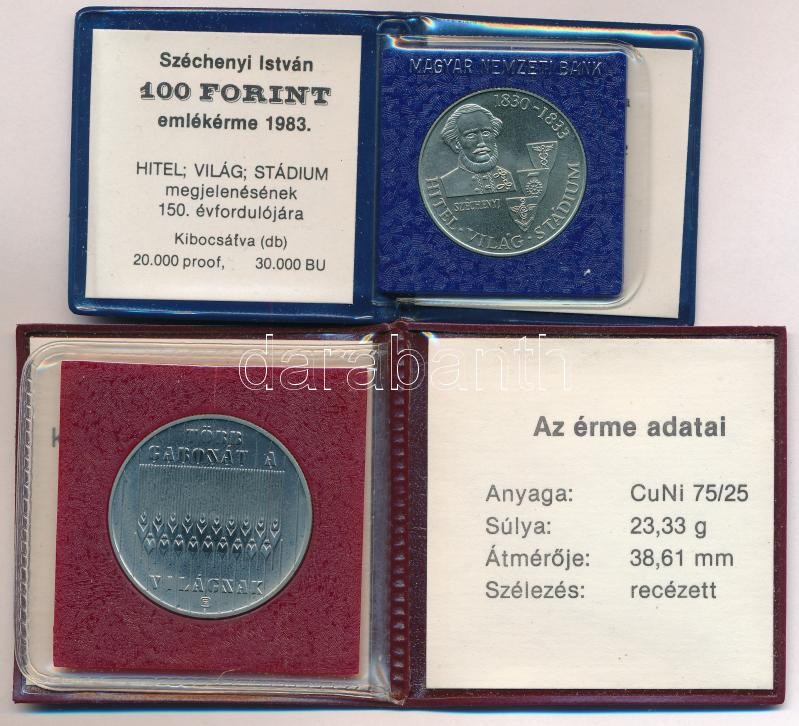 Széchenyi István
100 FORINT
emlékérme 1983.
HITEL; VILÁG; STÁDIUM
megjelenésének
150. évfordulójára
Kibocsátva (db)
20.000 proof, 30.000 BU
MAGYAR NEMZETI BANK
1830-1833
SZÉCHENYI
HITEL · VILÁG · STÁDIUM
darabanth
TÖBB
GABONÁT A
VILÁGNAK
Az érme adatai
Anyaga: CuNi 75/25
Súlya: 23,33 g
Átmérője: 38,61 mm
Szélezés: recézett